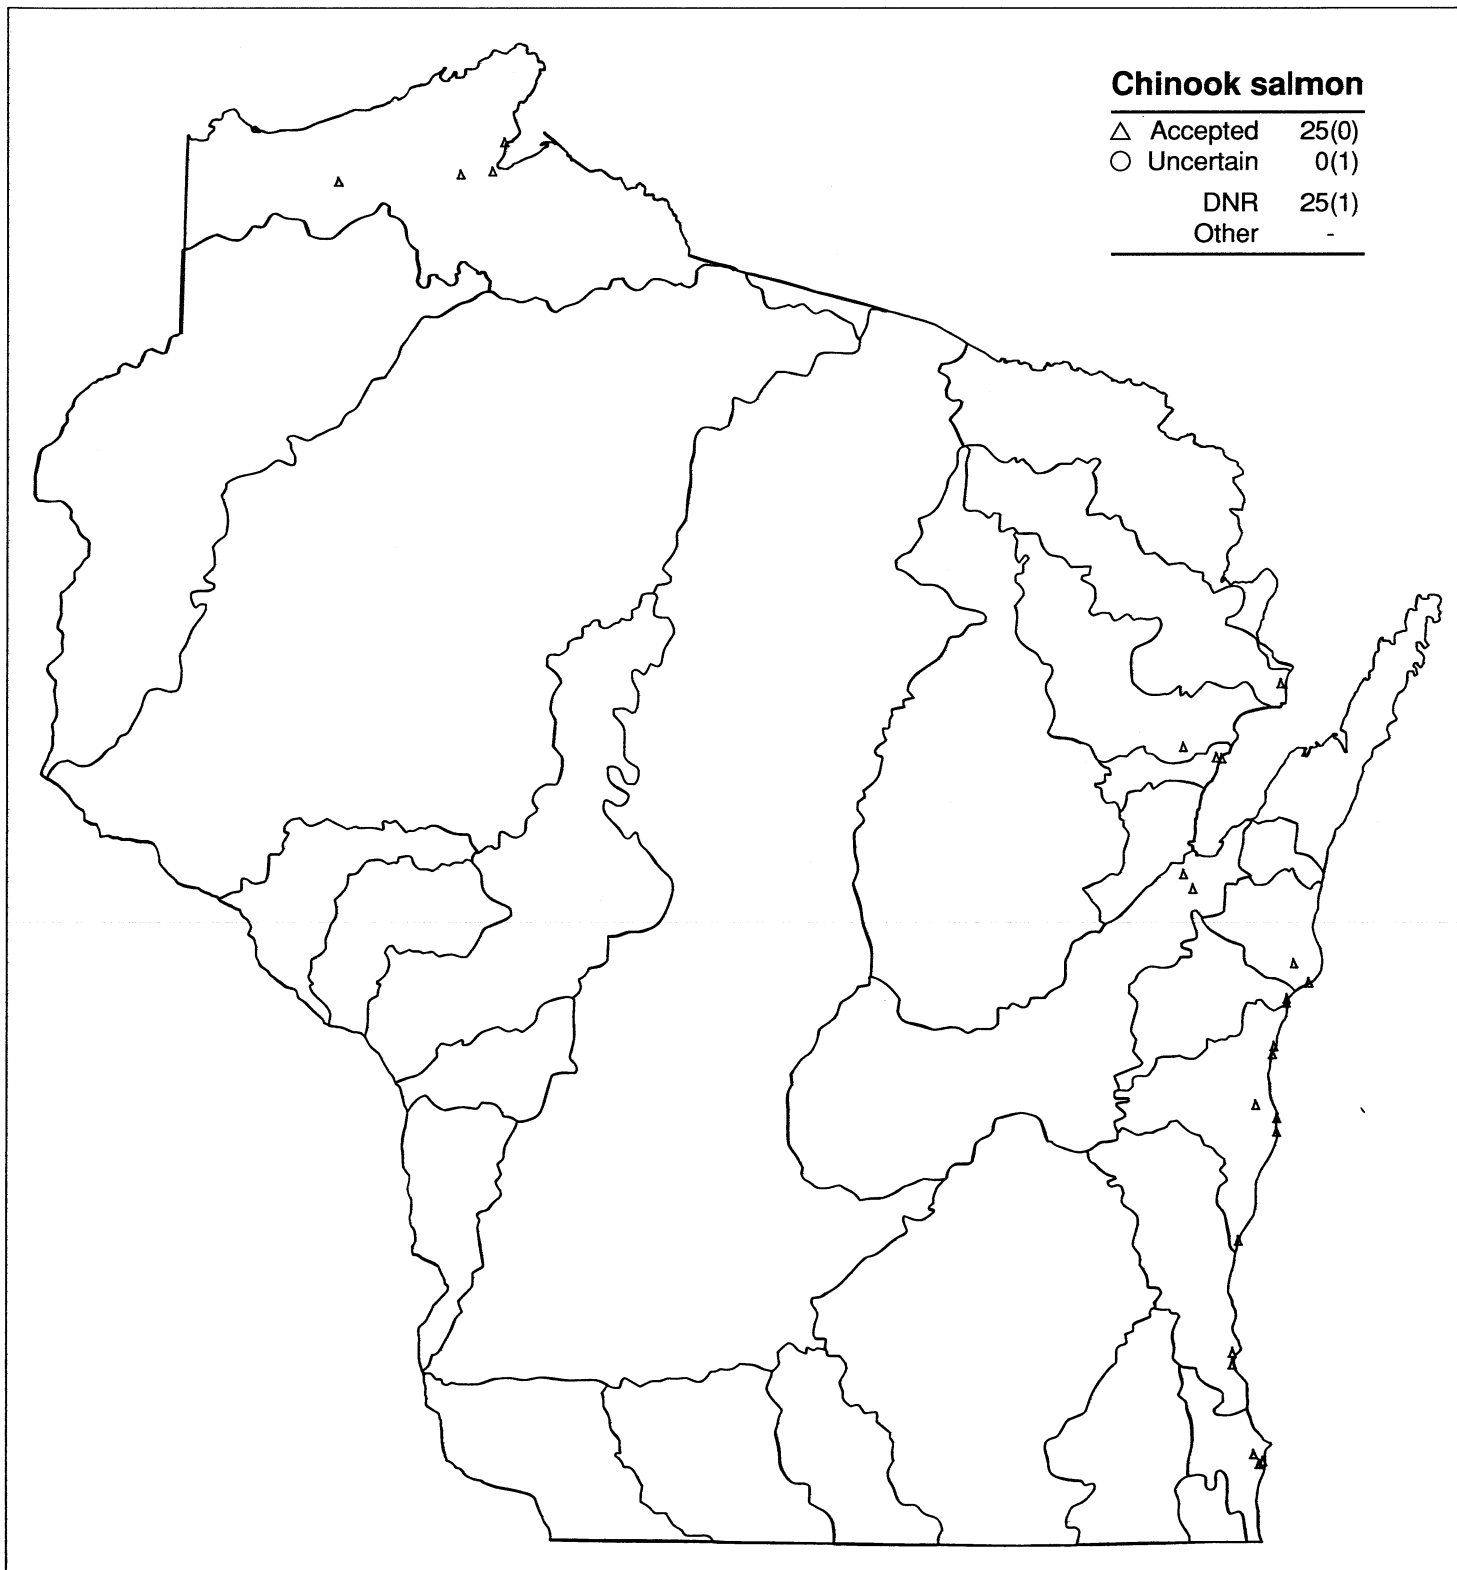 Chinook salmon
△ Accepted 25(0)
○ Uncertain 0(1)
DNR 25(1)
Other -